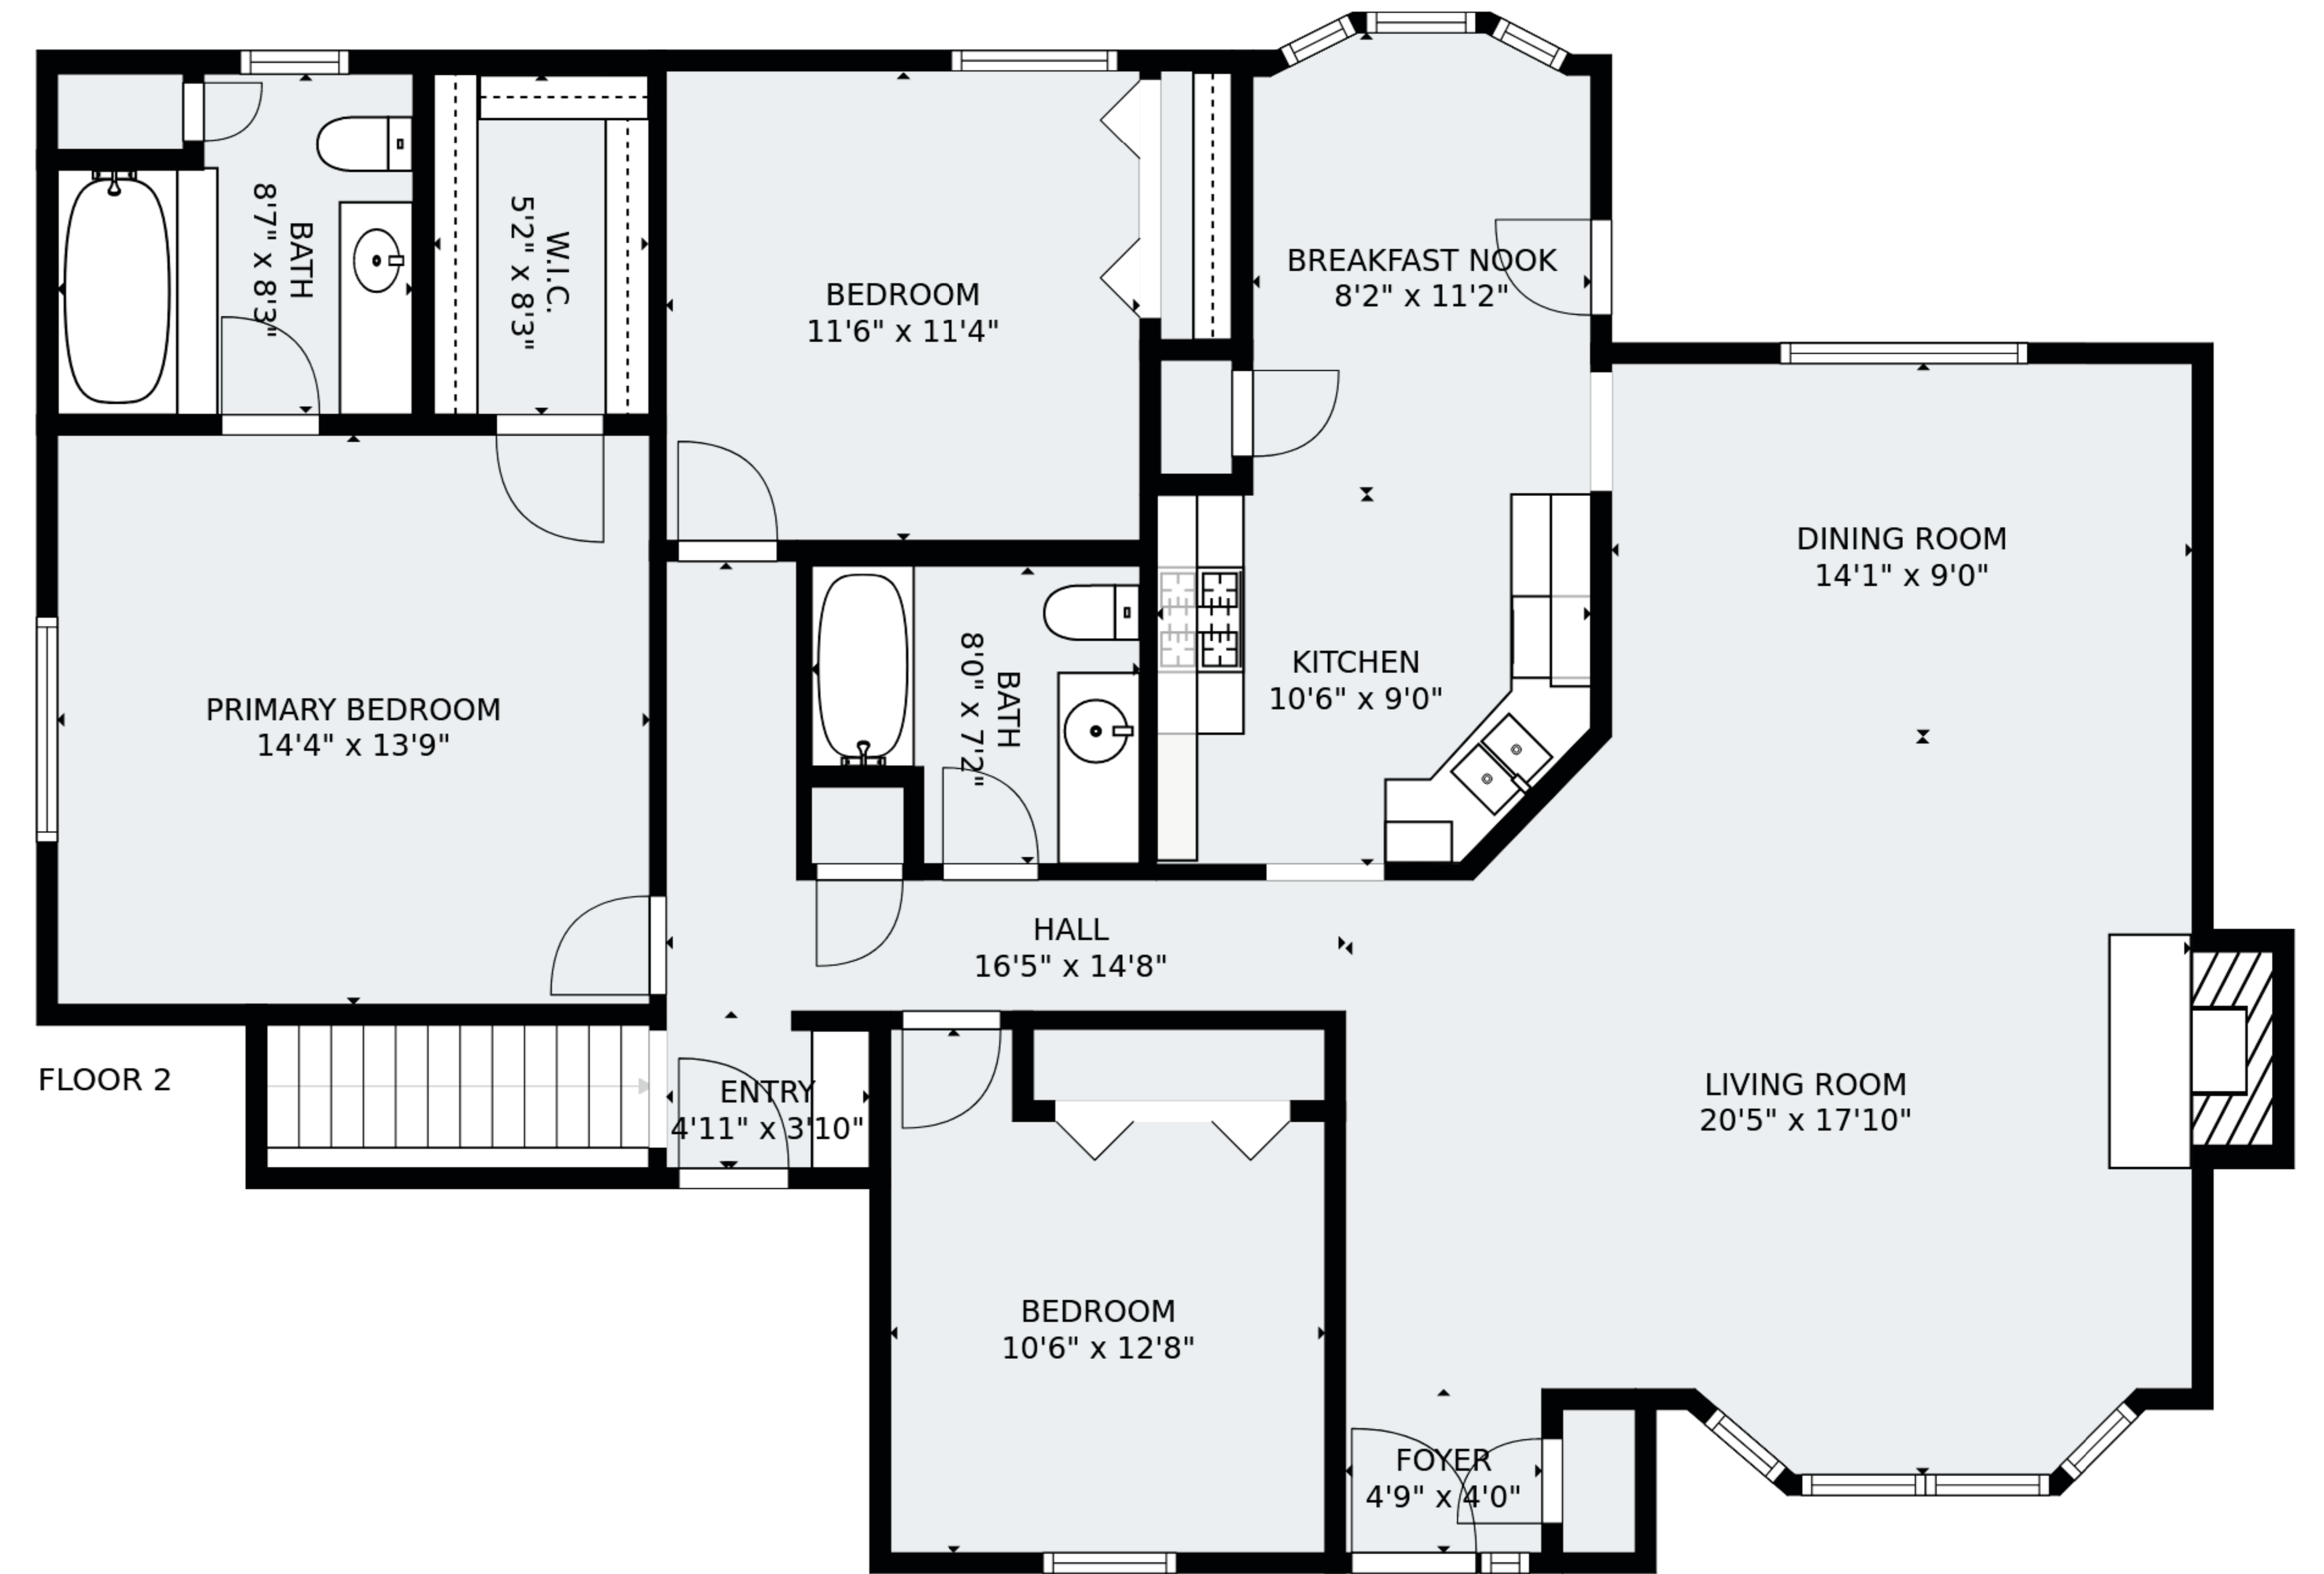 BATH
8'7" x 8'3"
W.I.C.
5'2" x 8'3"
BEDROOM
11'6" x 11'4"
BREAKFAST NOOK
8'2" x 11'2"
DINING ROOM
14'1" x 9'0"
PRIMARY BEDROOM
14'4" x 13'9"
BATH
8'0" x 7'2"
KITCHEN
10'6" x 9'0"
HALL
16'5" x 14'8"
FLOOR 2
ENTRY
4'11" x 3'10"
LIVING ROOM
20'5" x 17'10"
BEDROOM
10'6" x 12'8"
FOYER
4'9" x 4'0"